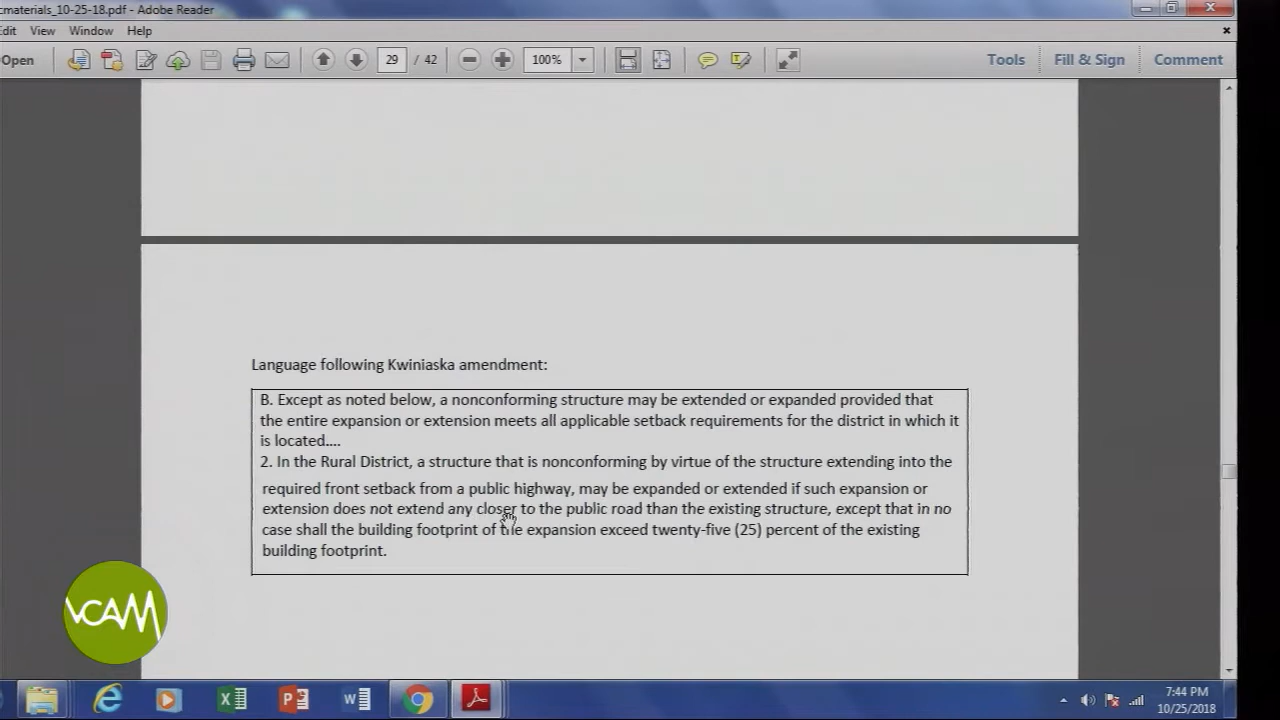 cmaterials_10-25-18.pdf - Adobe Reader
Edit View Window Help
Open 29 / 42 100% Tools Fill & Sign Comment
Language following Kwiniaska amendment:
B. Except as noted below, a nonconforming structure may be extended or expanded provided that
the entire expansion or extension meets all applicable setback requirements for the district in which it
is located....
2. In the Rural District, a structure that is nonconforming by virtue of the structure extending into the
required front setback from a public highway, may be expanded or extended if such expansion or
extension does not extend any closer to the public road than the existing structure, except that in no
case shall the building footprint of the expansion exceed twenty-five (25) percent of the existing
building footprint.
VCAM
7:44 PM
10/25/2018